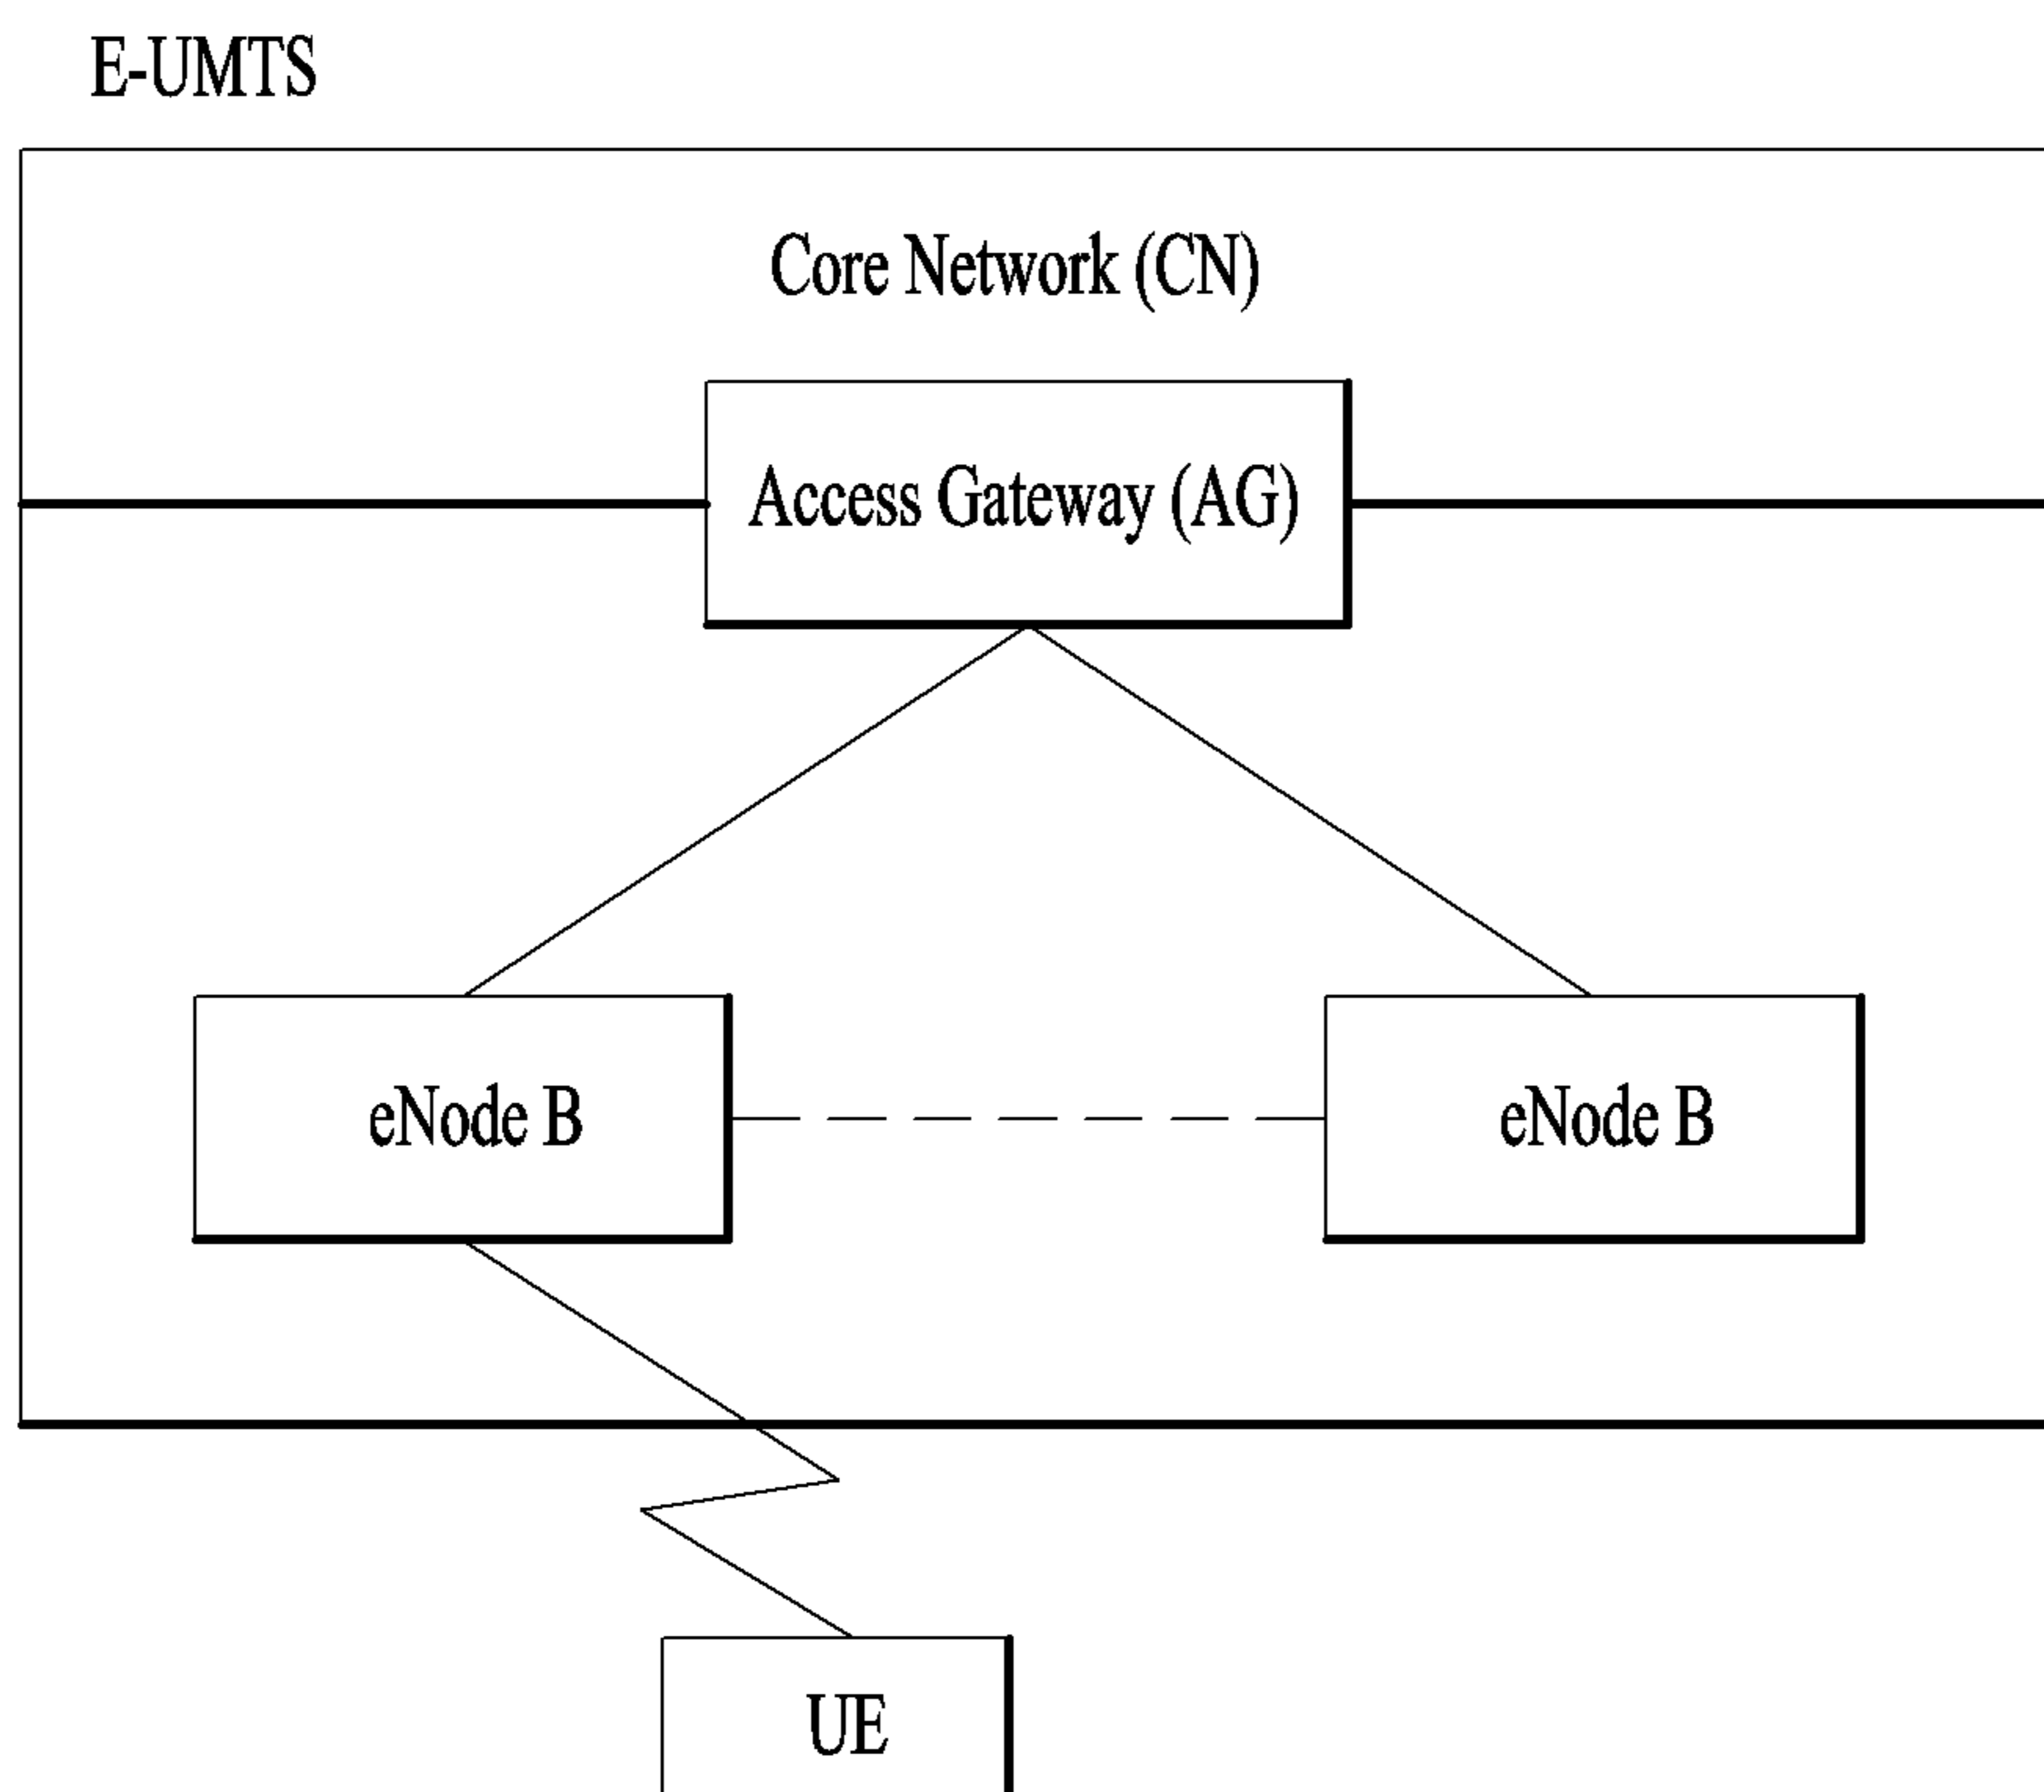 E-UMTS
Core Network (CN)
Access Gateway (AG)
eNode B
eNode B
UE